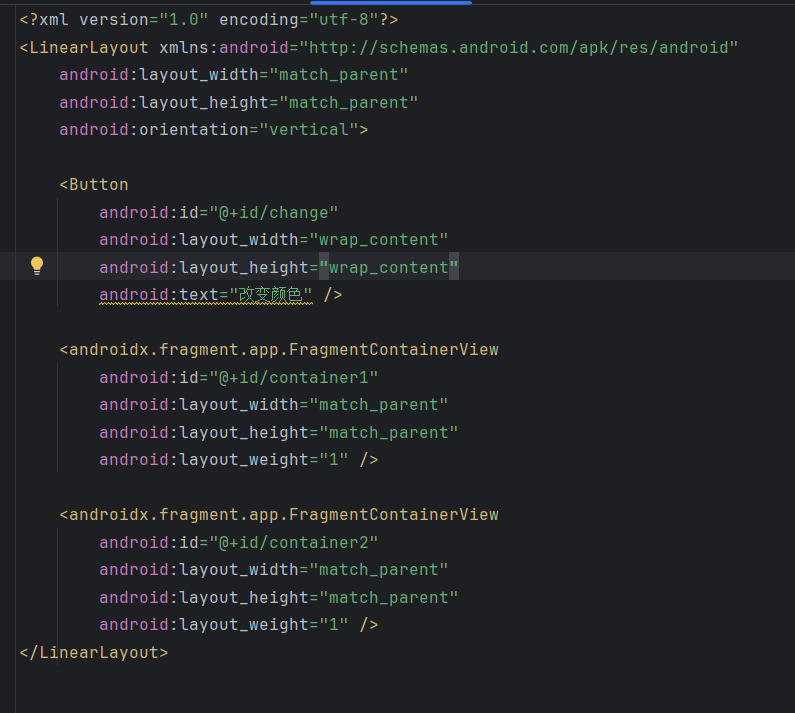 <?xml version="1.0" encoding="utf-8"?>
<LinearLayout xmlns:android="http://schemas.android.com/apk/res/android"
    android:layout_width="match_parent"
    android:layout_height="match_parent"
    android:orientation="vertical">

    <Button
        android:id="@+id/change"
        android:layout_width="wrap_content"
        android:layout_height="wrap_content"
        android:text="改变颜色" />

    <androidx.fragment.app.FragmentContainerView
        android:id="@+id/container1"
        android:layout_width="match_parent"
        android:layout_height="match_parent"
        android:layout_weight="1" />

    <androidx.fragment.app.FragmentContainerView
        android:id="@+id/container2"
        android:layout_width="match_parent"
        android:layout_height="match_parent"
        android:layout_weight="1" />
</LinearLayout>